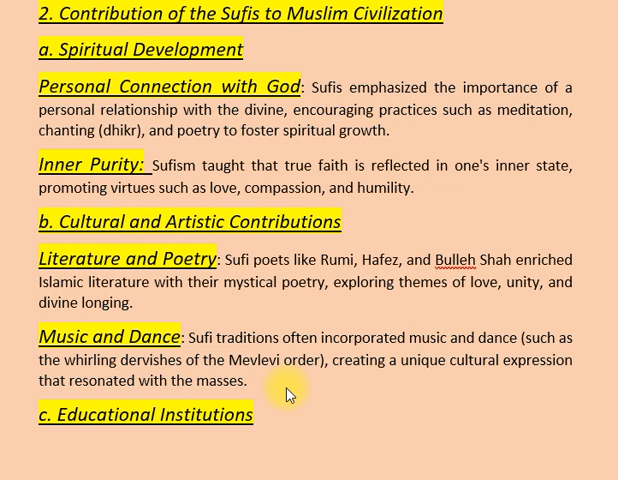 2. Contribution of the Sufis to Muslim Civilization
a. Spiritual Development
Personal Connection with God: Sufis emphasized the importance of a
personal relationship with the divine, encouraging practices such as meditation,
chanting (dhikr), and poetry to foster spiritual growth.
Inner Purity: Sufism taught that true faith is reflected in one's inner state,
promoting virtues such as love, compassion, and humility.
b. Cultural and Artistic Contributions
Literature and Poetry: Sufi poets like Rumi, Hafez, and Bulleh Shah enriched
Islamic literature with their mystical poetry, exploring themes of love, unity, and
divine longing.
Music and Dance: Sufi traditions often incorporated music and dance (such as
the whirling dervishes of the Mevlevi order), creating a unique cultural expression
that resonated with the masses.
c. Educational Institutions